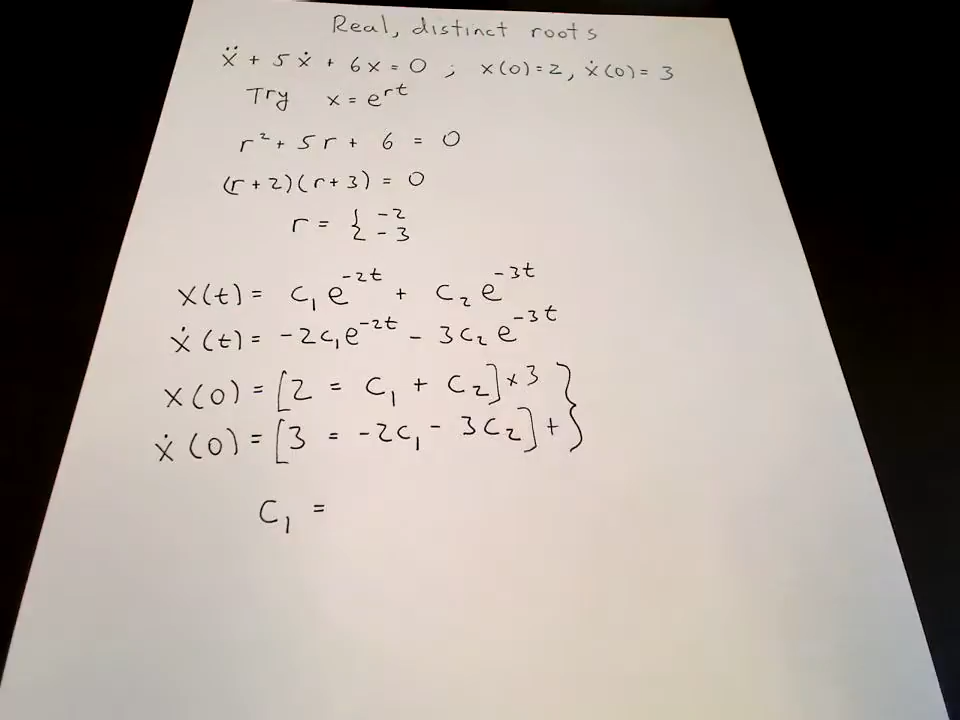 Real, distinct roots
ẍ + 5ẋ + 6x = 0 ; x(0) = 2, ẋ(0) = 3
Try x = e^{rt}
r² + 5r + 6 = 0
(r + 2)(r + 3) = 0
r = { -2
-3
x(t) = c₁e^{-2t} + c₂e^{-3t}
ẋ(t) = -2c₁e^{-2t} - 3c₂e^{-3t}
x(0) = [2 = c₁ + c₂] × 3 }
ẋ(0) = [3 = -2c₁ - 3c₂] +
c₁ =